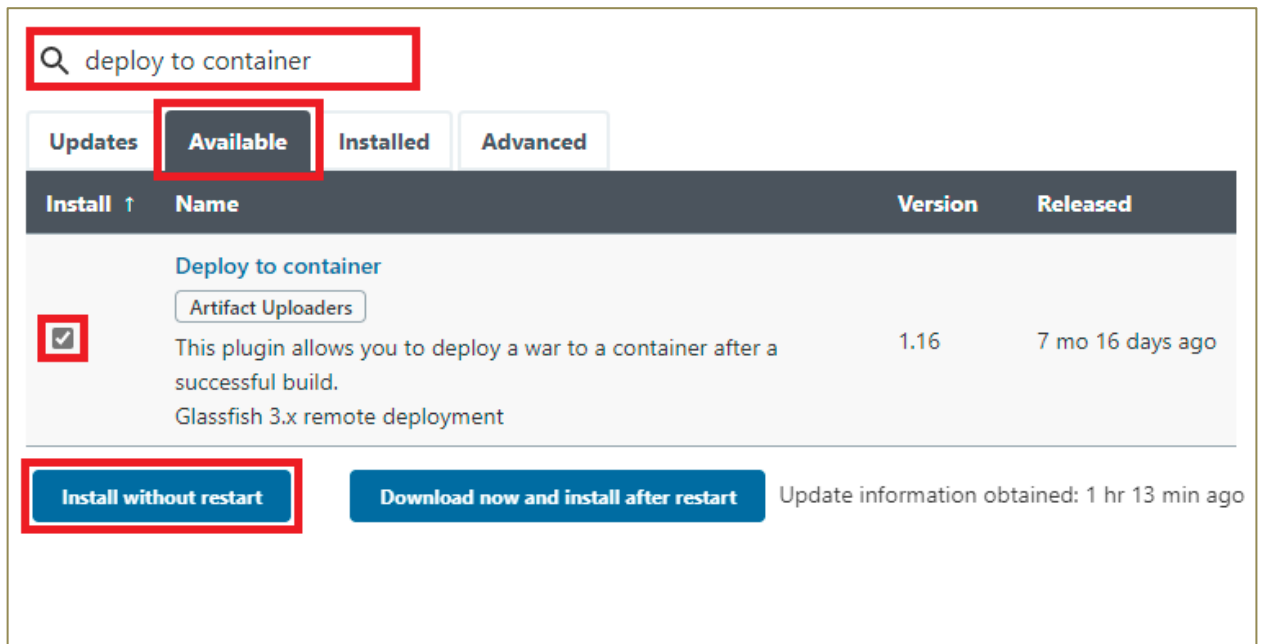 deploy to container
Updates Available Installed Advanced
Install ↑ Name Version Released
Deploy to container
Artifact Uploaders
This plugin allows you to deploy a war to a container after a
successful build.
Glassfish 3.x remote deployment
1.16 7 mo 16 days ago
Install without restart Download now and install after restart Update information obtained: 1 hr 13 min ago